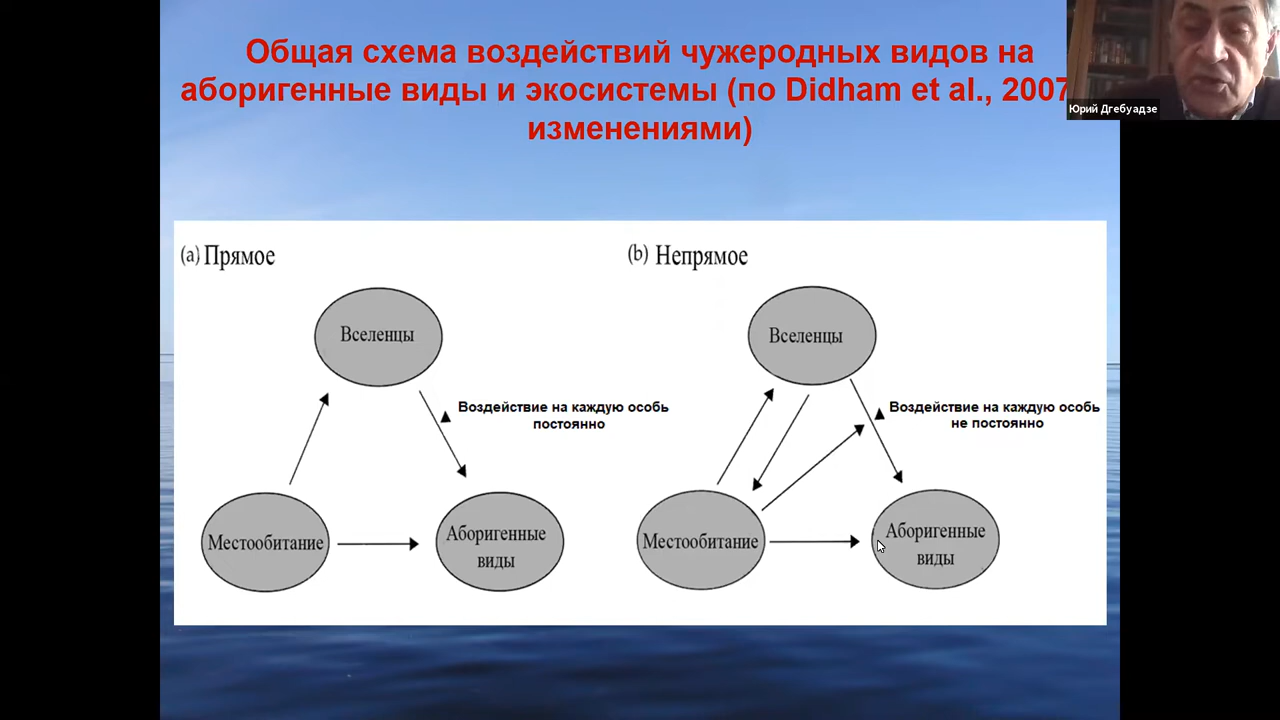 Общая схема воздействий чужеродных видов на
аборигенные виды и экосистемы (по Didham et al., 2007
изменениями)
Юрий Дгебуадзе
(a) Прямое
Вселенцы
▲ Воздействие на каждую особь
постоянно
Местообитание
Аборигенные
виды
(b) Непрямое
Вселенцы
▲ Воздействие на каждую особь
не постоянно
Местообитание
Аборигенные
виды